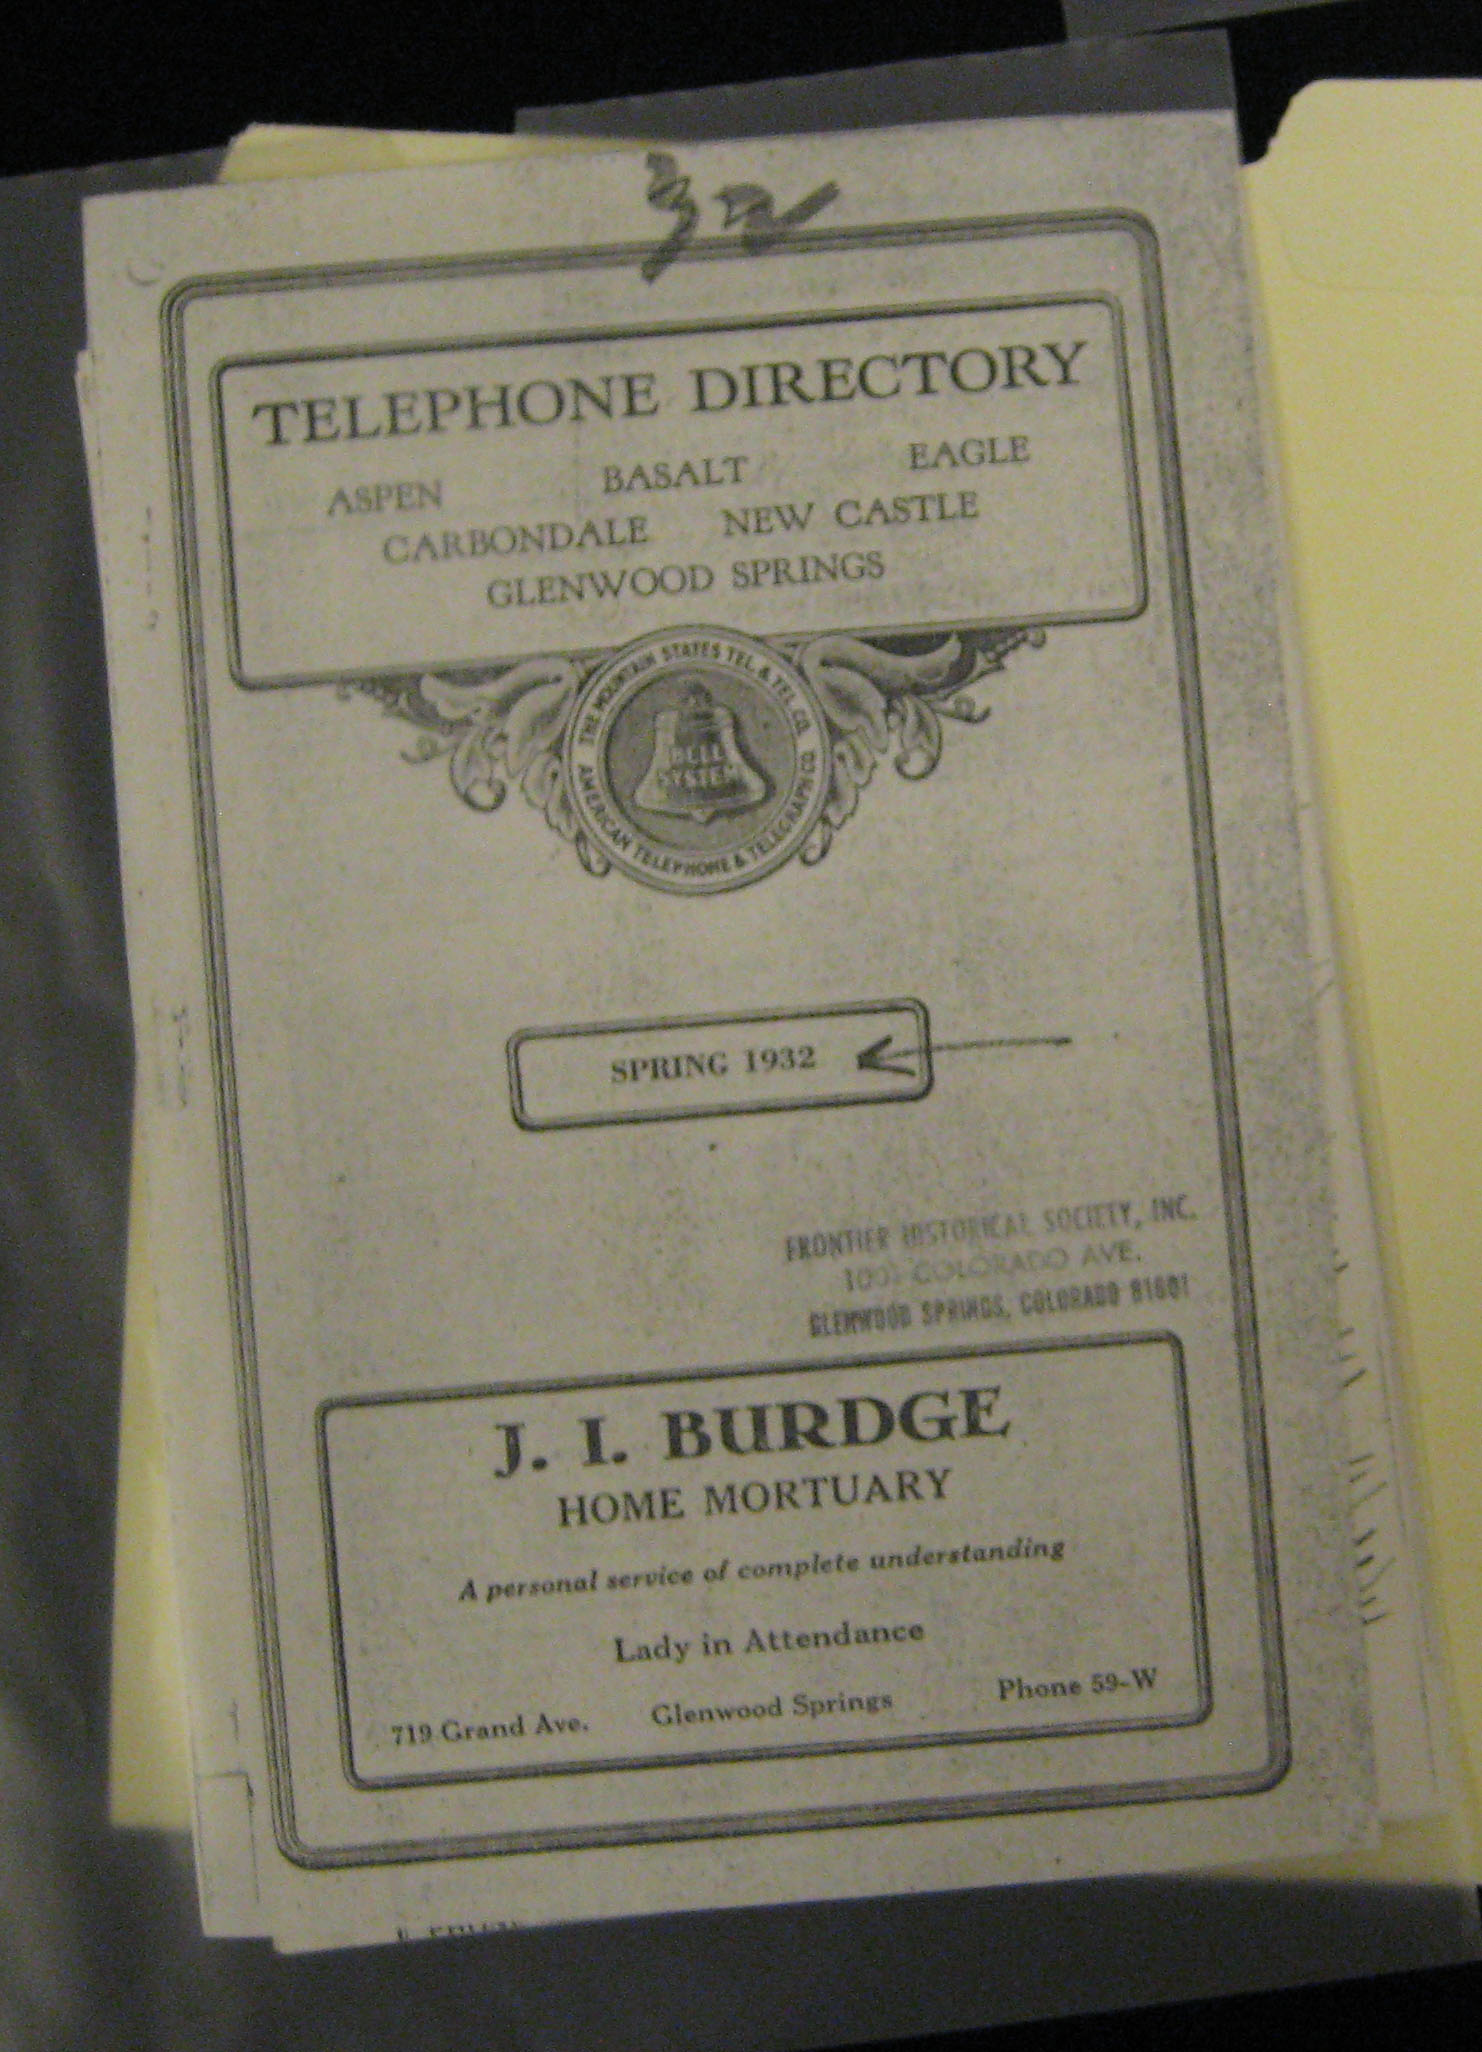 32
TELEPHONE DIRECTORY
ASPEN BASALT EAGLE
CARBONDALE NEW CASTLE
GLENWOOD SPRINGS
THE MOUNTAIN STATES TEL. & TEL. CO.
BELL
SYSTEM
AMERICAN TELEPHONE & TELEGRAPH CO
SPRING 1932
FRONTIER HISTORICAL SOCIETY, INC.
1001 COLORADO AVE.
GLENWOOD SPRINGS, COLORADO 81601
J. I. BURDGE
HOME MORTUARY
A personal service of complete understanding
Lady in Attendance
719 Grand Ave. Glenwood Springs Phone 59-W